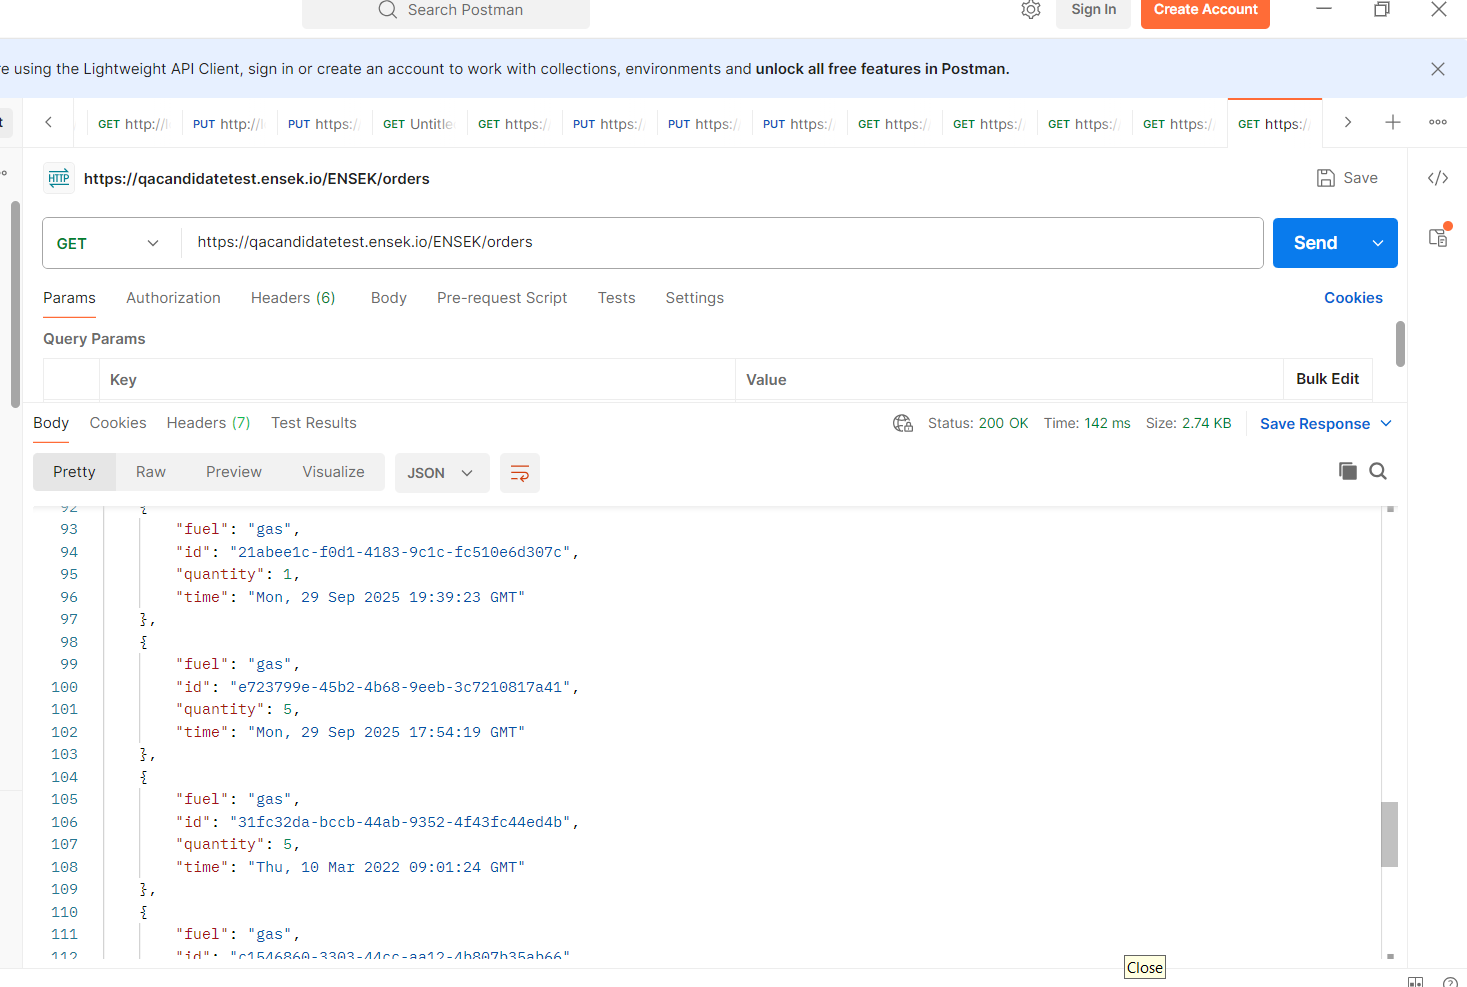 Search Postman
Sign In
Create Account
e using the Lightweight API Client, sign in or create an account to work with collections, environments and unlock all free features in Postman.
GET http://
PUT http://
PUT https:/
GET Untitle
GET https:/
PUT https:/
PUT https:/
PUT https:/
GET https:/
GET https:/
GET https:/
GET https:/
GET https:/
HTTP https://qacandidatetest.ensek.io/ENSEK/orders
Save
GET https://qacandidatetest.ensek.io/ENSEK/orders
Send
Params Authorization Headers (6) Body Pre-request Script Tests Settings
Cookies
Query Params
Key Value Bulk Edit
Body Cookies Headers (7) Test Results
Status: 200 OK Time: 142 ms Size: 2.74 KB Save Response
Pretty Raw Preview Visualize JSON
92 {
93 "fuel": "gas",
94 "id": "21abee1c-f0d1-4183-9c1c-fc510e6d307c",
95 "quantity": 1,
96 "time": "Mon, 29 Sep 2025 19:39:23 GMT"
97 },
98 {
99 "fuel": "gas",
100 "id": "e723799e-45b2-4b68-9eeb-3c7210817a41",
101 "quantity": 5,
102 "time": "Mon, 29 Sep 2025 17:54:19 GMT"
103 },
104 {
105 "fuel": "gas",
106 "id": "31fc32da-bccb-44ab-9352-4f43fc44ed4b",
107 "quantity": 5,
108 "time": "Thu, 10 Mar 2022 09:01:24 GMT"
109 },
110 {
111 "fuel": "gas",
112 "id": "c1546860-3303-44cc-aa12-4b807b35ab66"
Close